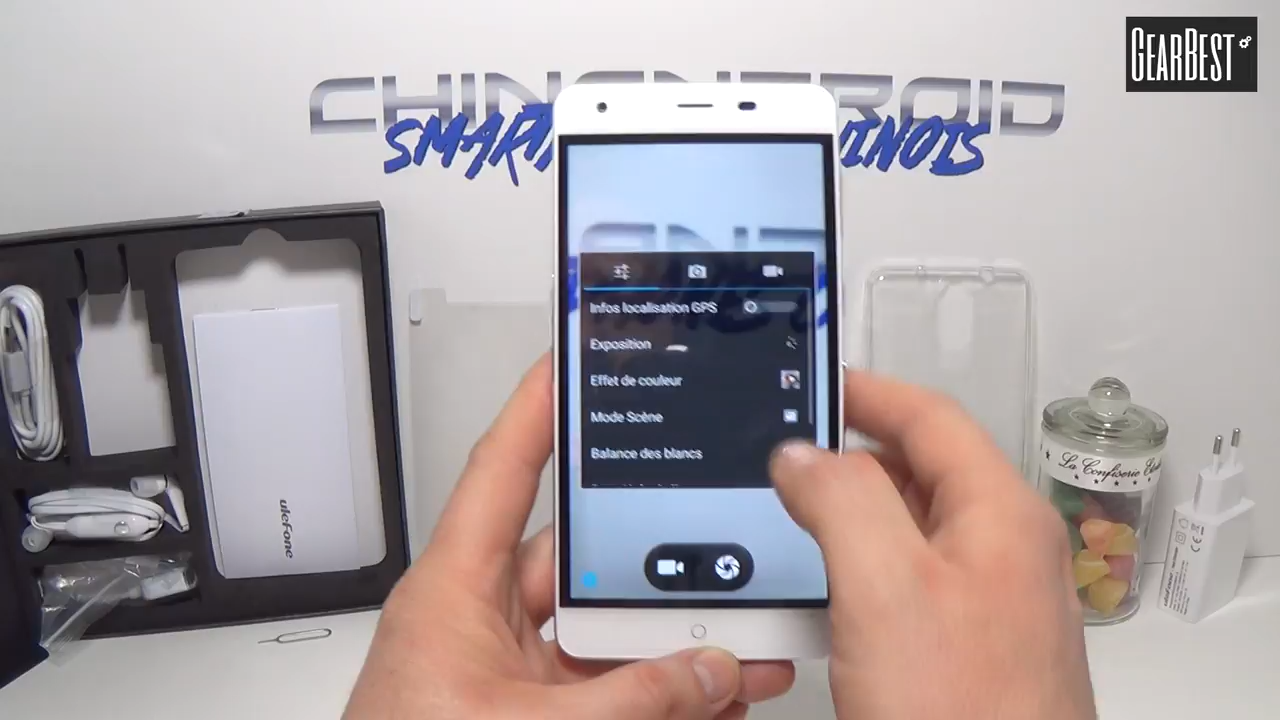 GEARBEST
CHINANDROID
SMART
INOIS
Infos localisation GPS
Exposition
Effet de couleur
Mode Scène
Balance des blancs
ulefone
La Confiserie
CE